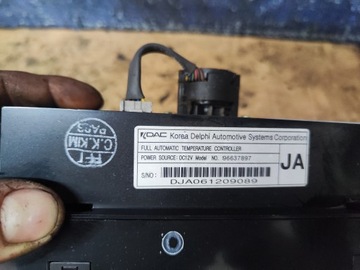 KDAC Korea Delphi Automotive Systems Corporation
FULL AUTOMATIC TEMPERATURE CONTROLLER
POWER SOURCE: DC12V Model NO. 96637897
JA
S/NO :
DJA061209089
C.K.KIM